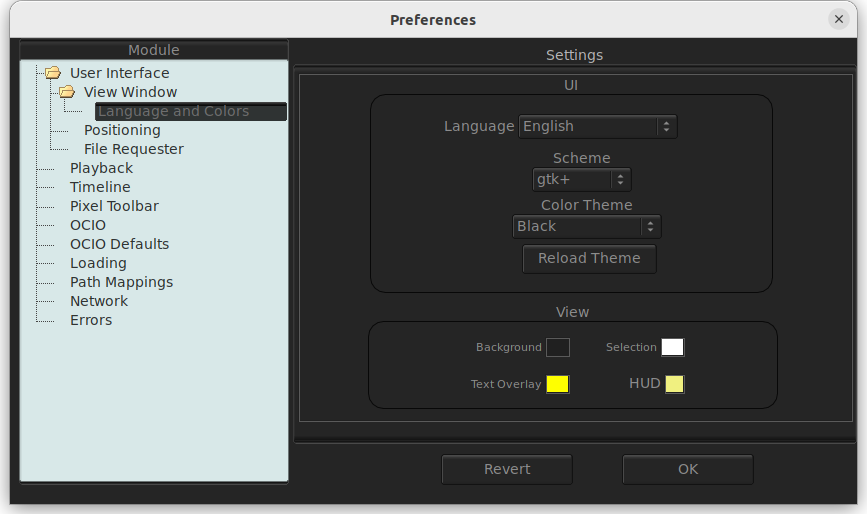 Preferences
Module
User Interface
View Window
Language and Colors
Positioning
File Requester
Playback
Timeline
Pixel Toolbar
OCIO
OCIO Defaults
Loading
Path Mappings
Network
Errors
Settings
UI
Language English
Scheme
gtk+
Color Theme
Black
Reload Theme
View
Background Selection
Text Overlay HUD
Revert OK